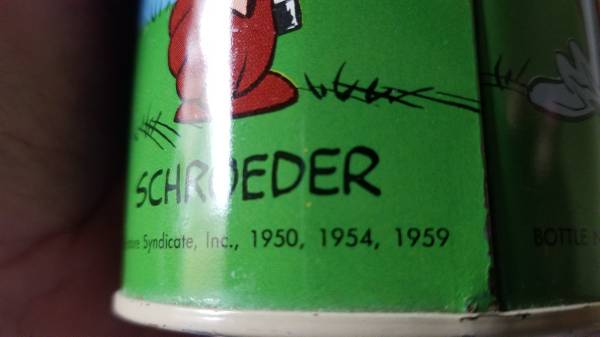 SCHROEDER
Syndicate, Inc., 1950, 1954, 1959
BOTTLE